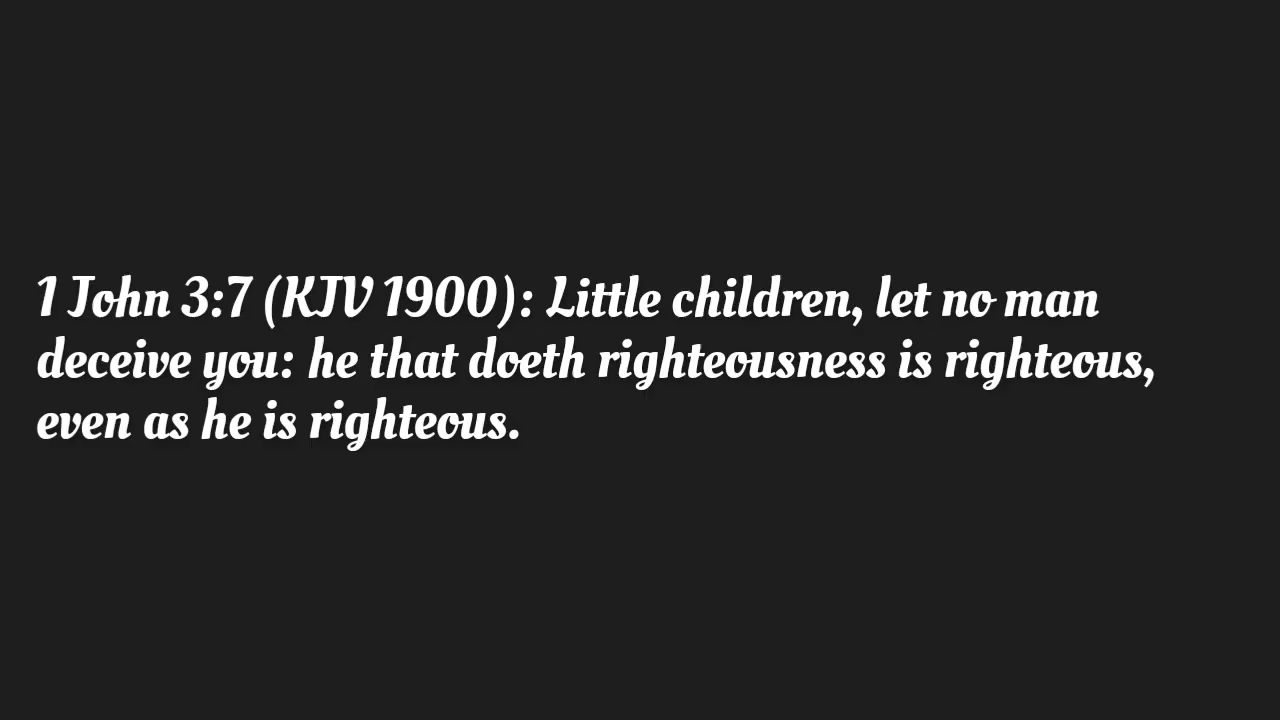 1 John 3:7 (KJV 1900): Little children, let no man
deceive you: he that doeth righteousness is righteous,
even as he is righteous.